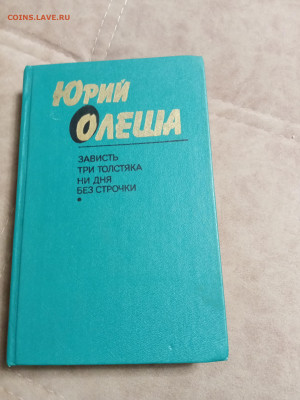 COINS.LAVE.RU
ЮРИЙ
ОЛЕША
ЗАВИСТЬ
ТРИ ТОЛСТЯКА
НИ ДНЯ
БЕЗ СТРОЧКИ